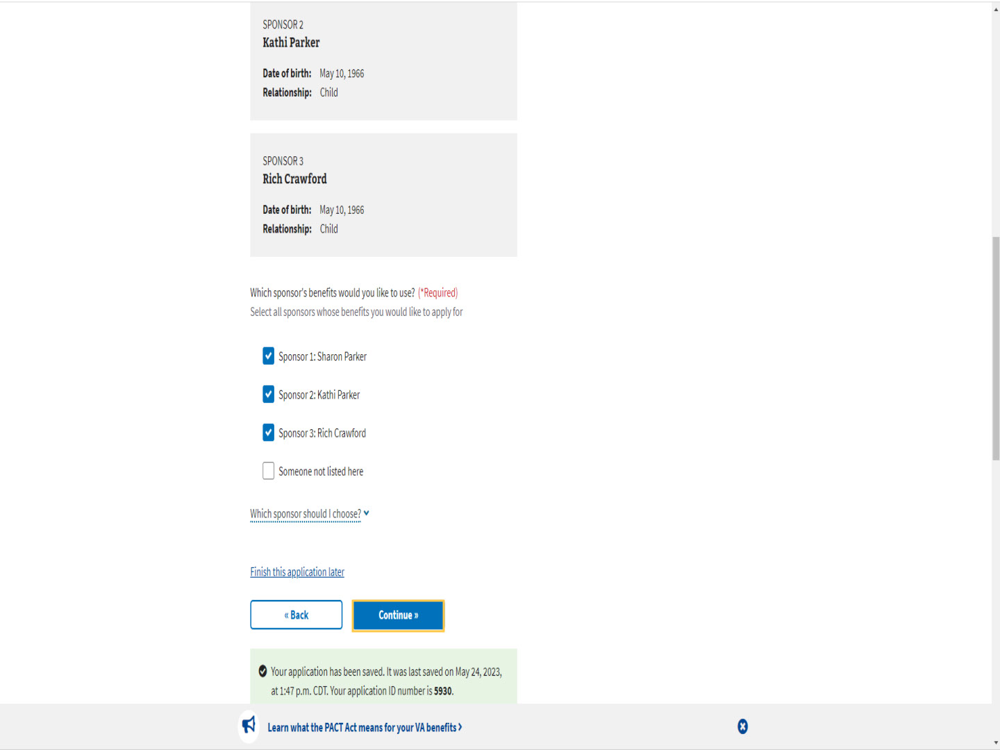 SPONSOR 2
Kathi Parker
Date of birth: May 10, 1966
Relationship: Child
SPONSOR 3
Rich Crawford
Date of birth: May 10, 1966
Relationship: Child
Which sponsor's benefits would you like to use? (*Required)
Select all sponsors whose benefits you would like to apply for
Sponsor 1: Sharon Parker
Sponsor 2: Kathi Parker
Sponsor 3: Rich Crawford
Someone not listed here
Which sponsor should I choose?
Finish this application later
« Back
Continue »
Your application has been saved. It was last saved on May 24, 2023,
at 1:47 p.m. CDT. Your application ID number is 5930.
Learn what the PACT Act means for your VA benefits